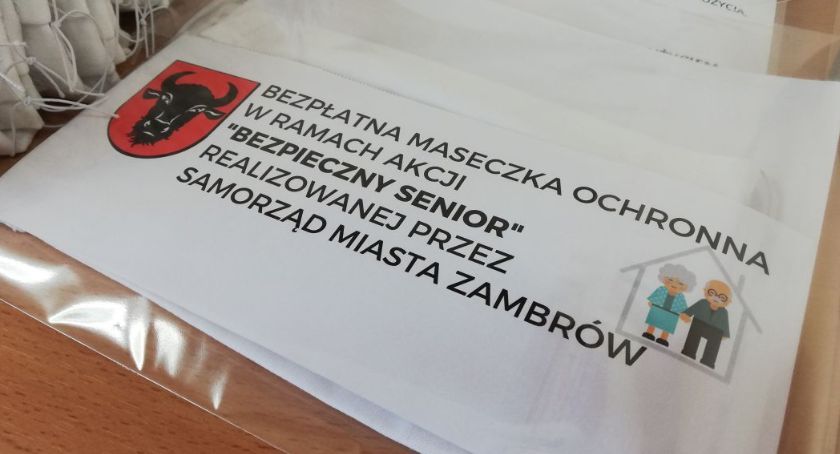 BEZPŁATNA MASECZKA OCHRONNA
W RAMACH AKCJI
"BEZPIECZNY SENIOR"
REALIZOWANEJ PRZEZ
SAMORZĄD MIASTA ZAMBRÓW